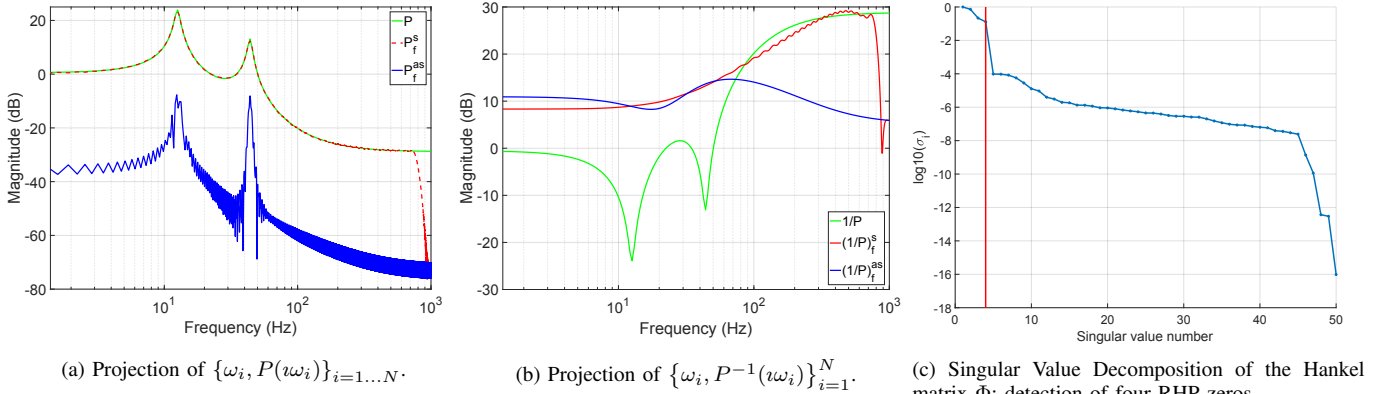 20
0
-20
-40
-60
-80
Magnitude (dB)
10^1
10^2
10^3
Frequency (Hz)
P
P_f^s
P_f^as
(a) Projection of {ω_i, P(ıω_i)}_{i=1...N}.
30
20
10
0
-10
-20
-30
Magnitude (dB)
10^1
10^2
10^3
Frequency (Hz)
1/P
(1/P)_f^s
(1/P)_f^as
(b) Projection of {ω_i, P^{-1}(ıω_i)}_{i=1}^N.
0
-2
-4
-6
-8
-10
-12
-14
-16
-18
log10(σ_i)
0
10
20
30
40
50
Singular value number
(c) Singular Value Decomposition of the Hankel
matrix Φ: detection of four RHP zeros